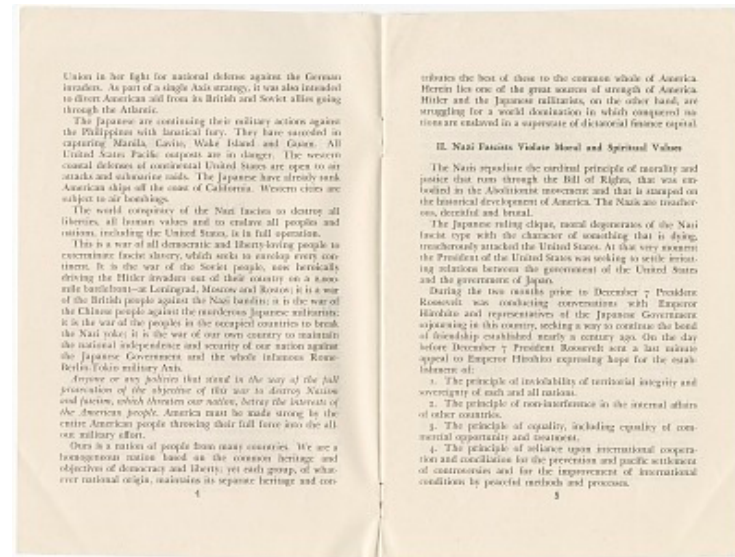 Union in her fight for national defense against the German
invaders. As part of a single Axis strategy, it was also intended
to divert American aid from its British and Soviet allies going
through the Atlantic.
The Japanese are continuing their military actions against
the Philippines with fanatical fury. They have succeded in
capturing Manila, Cavite, Wake Island and Guam. All
United States Pacific outposts are in danger. The western
coastal defenses of continental United States are open to air
attacks and submarine raids. The Japanese have already sunk
American ships off the coast of California. Western cities are
subject to air bombings.
The world conspiracy of the Nazi fascists to destroy all
liberties, all human values and to enslave all peoples and
nations, including the United States, is in full operation.
This is a war of all democratic and liberty-loving people to
exterminate fascist slavery, which seeks to envelop every con-
tinent. It is the war of the Soviet people, now heroically
driving the Hitler invaders out of their country on a
mile battlefront—at Leningrad, Moscow and Rostov; it is a war
of the British people against the Nazi bandits; it is the war of
the Chinese people against the murderous Japanese militarists;
it is the war of the peoples in the occupied countries to break
the Nazi yoke; it is the war of our own country to maintain
the national independence and security of our nation against
the Japanese Government and the whole infamous Rome-
Berlin-Tokio military Axis.
Anyone or any policies that stand in the way of the full
prosecution of the objective of this war to destroy Nazism
and fascism, which threaten our nation, betray the interests of
the American people. America must be made strong by the
entire American people throwing their full force into the all-
out military effort.
Ours is a nation of people from many countries. We are a
homogeneous nation based on the common heritage and
objectives of democracy and liberty; yet each group, of what-
ever national origin, maintains its separate heritage and con-
4
tributes the best of these to the common whole of America.
Herein lies one of the great sources of strength of America.
Hitler and the Japanese militarists, on the other hand, are
struggling for a world domination in which conquered na-
tions are enslaved in a superstate of dictatorial finance capital.
II. Nazi Fascists Violate Moral and Spiritual Values
The Nazis repudiate the cardinal principle of morality and
justice that runs through the Bill of Rights, that was em-
bodied in the Abolitionist movement and that is stamped on
the historical development of America. The Nazis are treacher-
ous, deceitful and brutal.
The Japanese ruling clique, moral degenerates of the Nazi
fascist type with the character of something that is dying,
treacherously attacked the United States. At that very moment
the President of the United States was seeking to settle irritat-
ing relations between the government of the United States
and the government of Japan.
During the two months prior to December 7 President
Roosevelt was conducting conversations with Emperor
Hirohito and representatives of the Japanese Government
sojourning in this country, seeking a way to continue the bond
of friendship established nearly a century ago. On the day
before December 7 President Roosevelt sent a last minute
appeal to Emperor Hirohito expressing hope for the estab-
lishment of:
1. The principle of inviolability of territorial integrity and
sovereignty of each and all nations.
2. The principle of non-interference in the internal affairs
of other countries.
3. The principle of equality, including equality of com-
mercial opportunity and treatment.
4. The principle of reliance upon international coopera-
tion and conciliation for the prevention and pacific settlement
of controversies and for the improvement of international
conditions by peaceful methods and processes.
5